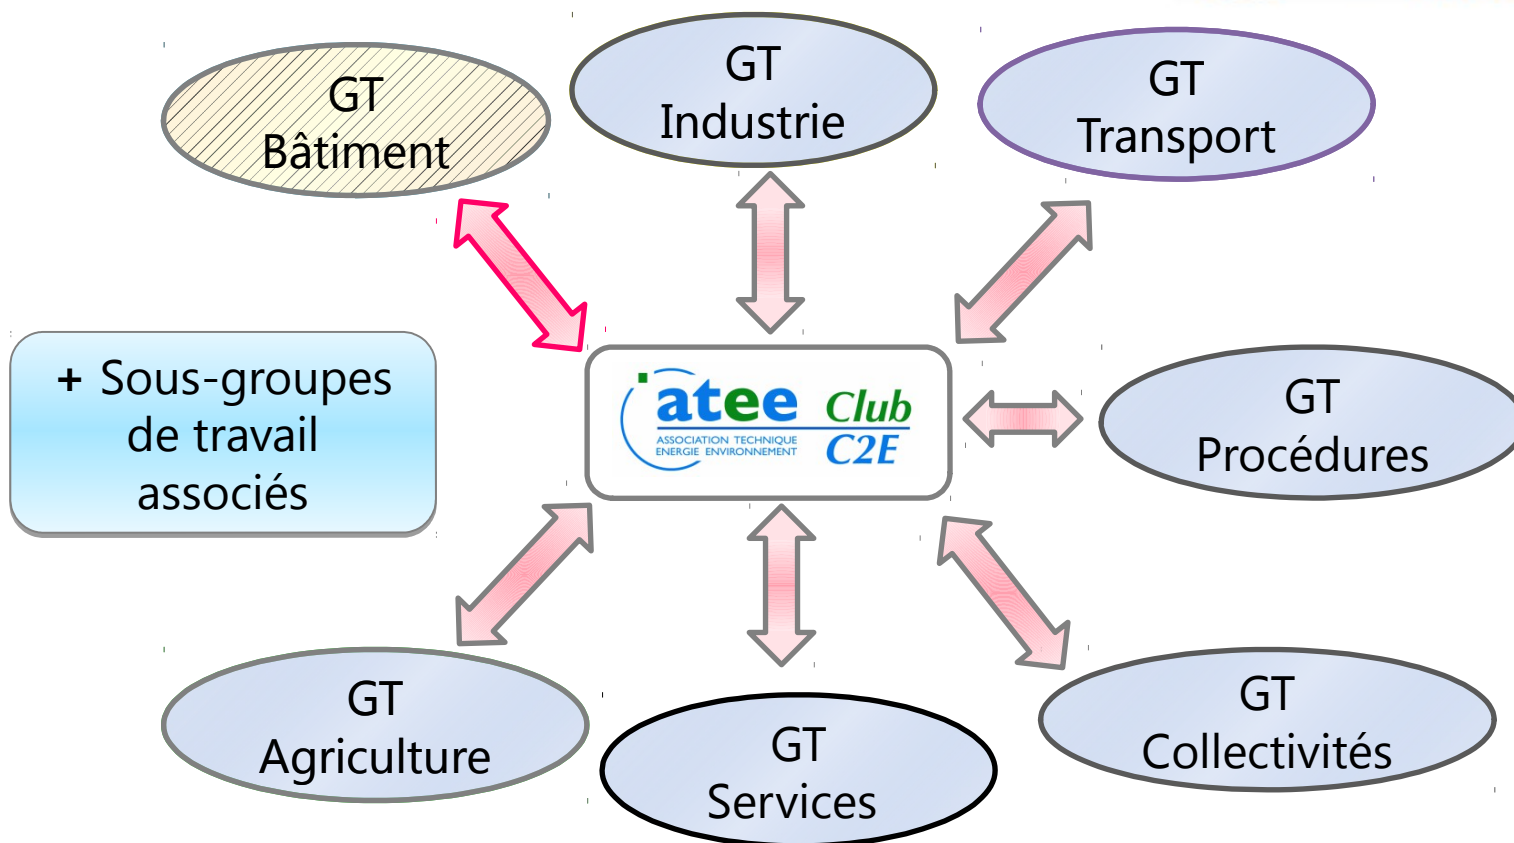 GT
Bâtiment
GT
Industrie
GT
Transport
+ Sous-groupes
de travail
associés
atee Club
ASSOCIATION TECHNIQUE
ENERGIE ENVIRONNEMENT
C2E
GT
Procédures
GT
Agriculture
GT
Services
GT
Collectivités